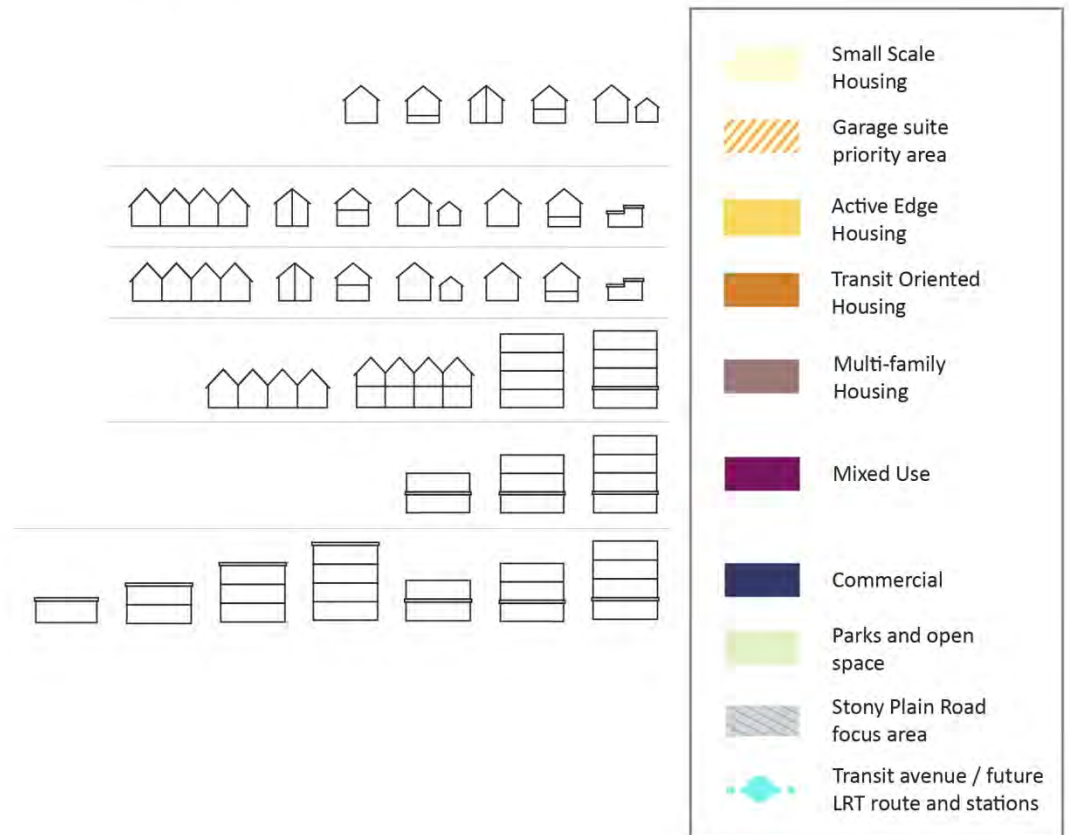 Small Scale
Housing
Garage suite
priority area
Active Edge
Housing
Transit Oriented
Housing
Multi-family
Housing
Mixed Use
Commercial
Parks and open
space
Stony Plain Road
focus area
Transit avenue / future
LRT route and stations